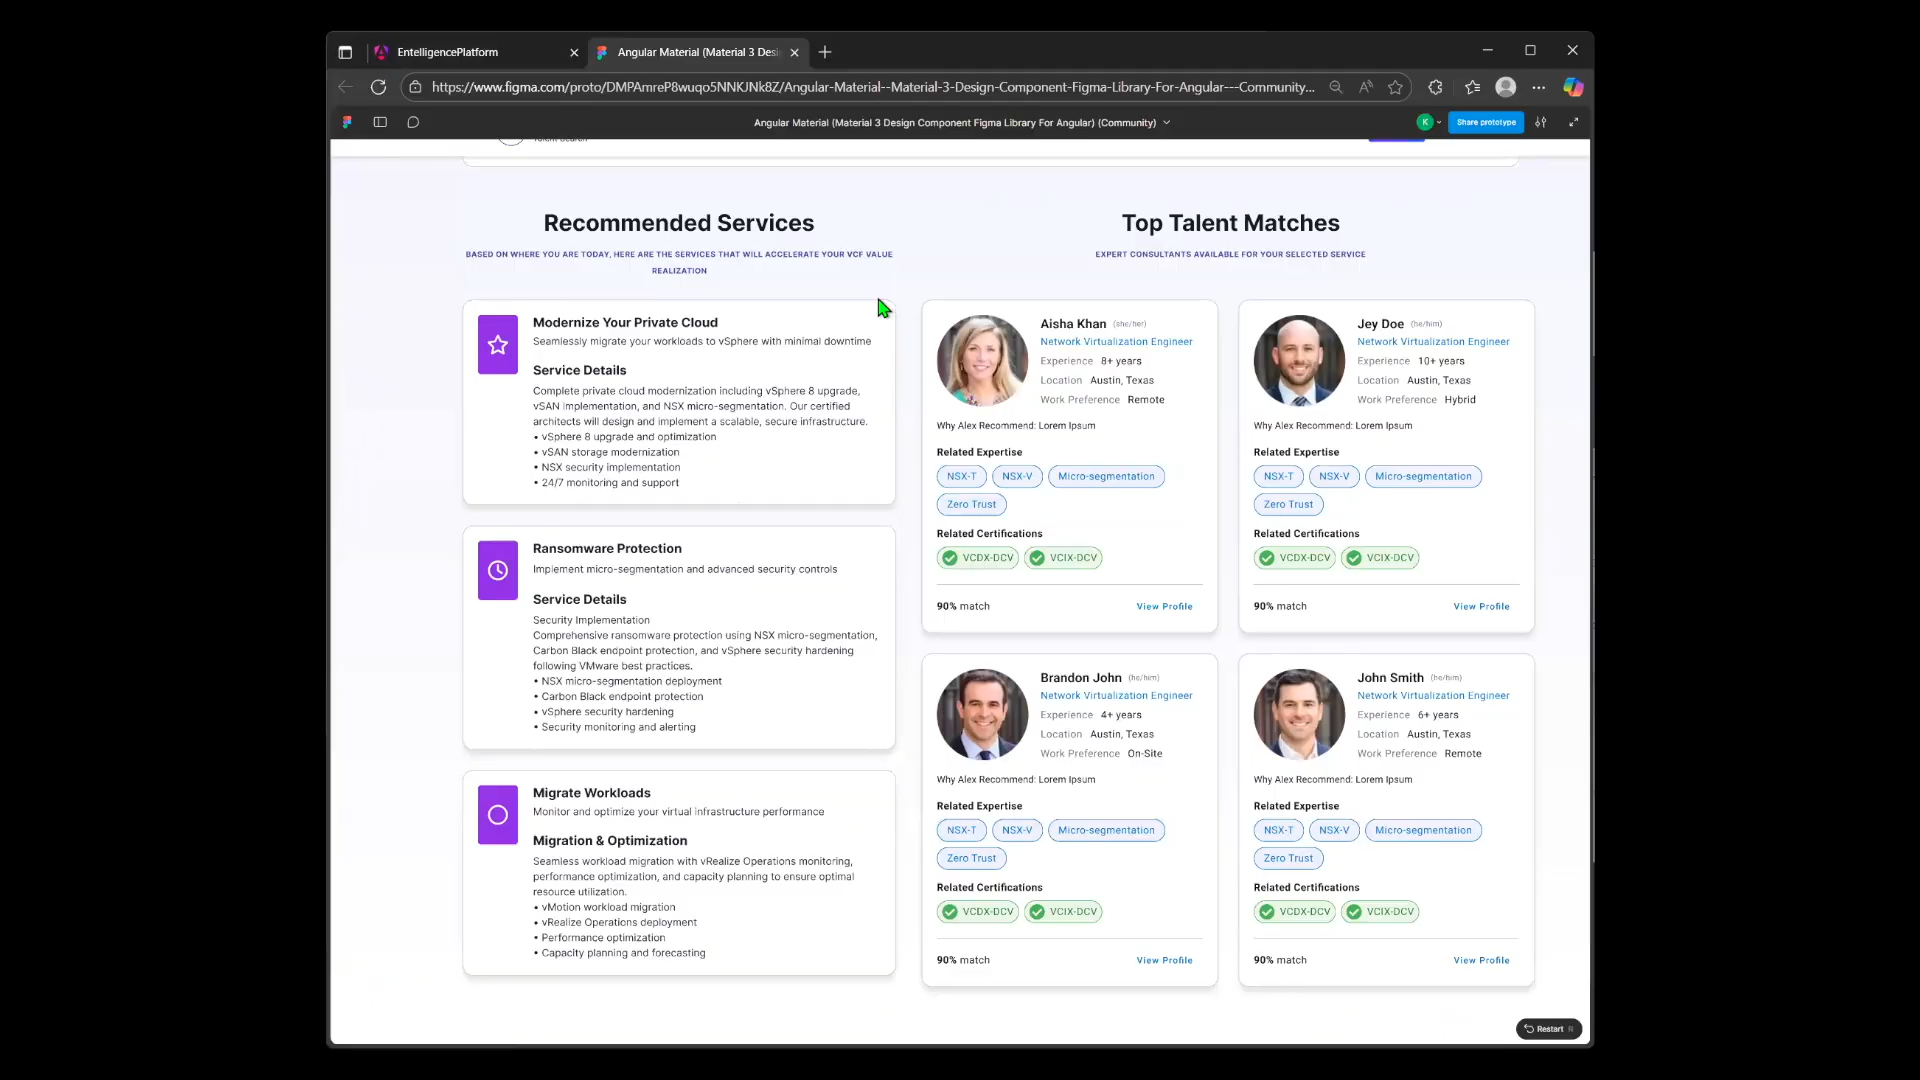 EntelligencePlatform
Angular Material (Material 3 Desi
https://www.figma.com/proto/DMPAmreP8wuqo5NNKJNk8Z/Angular-Material--Material-3-Design-Component-Figma-Library-For-Angular---Community...
Angular Material (Material 3 Design Component Figma Library For Angular) (Community)
K
Share prototype
Recommended Services
BASED ON WHERE YOU ARE TODAY, HERE ARE THE SERVICES THAT WILL ACCELERATE YOUR VCF VALUE
REALIZATION
Modernize Your Private Cloud
Seamlessly migrate your workloads to vSphere with minimal downtime
Service Details
Complete private cloud modernization including vSphere 8 upgrade,
vSAN implementation, and NSX micro-segmentation. Our certified
architects will design and implement a scalable, secure infrastructure.
• vSphere 8 upgrade and optimization
• vSAN storage modernization
• NSX security implementation
• 24/7 monitoring and support
Ransomware Protection
Implement micro-segmentation and advanced security controls
Service Details
Security Implementation
Comprehensive ransomware protection using NSX micro-segmentation,
Carbon Black endpoint protection, and vSphere security hardening
following VMware best practices.
• NSX micro-segmentation deployment
• Carbon Black endpoint protection
• vSphere security hardening
• Security monitoring and alerting
Migrate Workloads
Monitor and optimize your virtual infrastructure performance
Migration & Optimization
Seamless workload migration with vRealize Operations monitoring,
performance optimization, and capacity planning to ensure optimal
resource utilization.
• vMotion workload migration
• vRealize Operations deployment
• Performance optimization
• Capacity planning and forecasting
Top Talent Matches
EXPERT CONSULTANTS AVAILABLE FOR YOUR SELECTED SERVICE
Aisha Khan (she/her)
Network Virtualization Engineer
Experience 8+ years
Location Austin, Texas
Work Preference Remote
Why Alex Recommend: Lorem Ipsum
Related Expertise
NSX-T NSX-V Micro-segmentation
Zero Trust
Related Certifications
VCDX-DCV VCIX-DCV
90% match View Profile
Jey Doe (he/him)
Network Virtualization Engineer
Experience 10+ years
Location Austin, Texas
Work Preference Hybrid
Why Alex Recommend: Lorem Ipsum
Related Expertise
NSX-T NSX-V Micro-segmentation
Zero Trust
Related Certifications
VCDX-DCV VCIX-DCV
90% match View Profile
Brandon John (he/him)
Network Virtualization Engineer
Experience 4+ years
Location Austin, Texas
Work Preference On-Site
Why Alex Recommend: Lorem Ipsum
Related Expertise
NSX-T NSX-V Micro-segmentation
Zero Trust
Related Certifications
VCDX-DCV VCIX-DCV
90% match View Profile
John Smith (he/him)
Network Virtualization Engineer
Experience 6+ years
Location Austin, Texas
Work Preference Remote
Why Alex Recommend: Lorem Ipsum
Related Expertise
NSX-T NSX-V Micro-segmentation
Zero Trust
Related Certifications
VCDX-DCV VCIX-DCV
90% match View Profile
Restart R